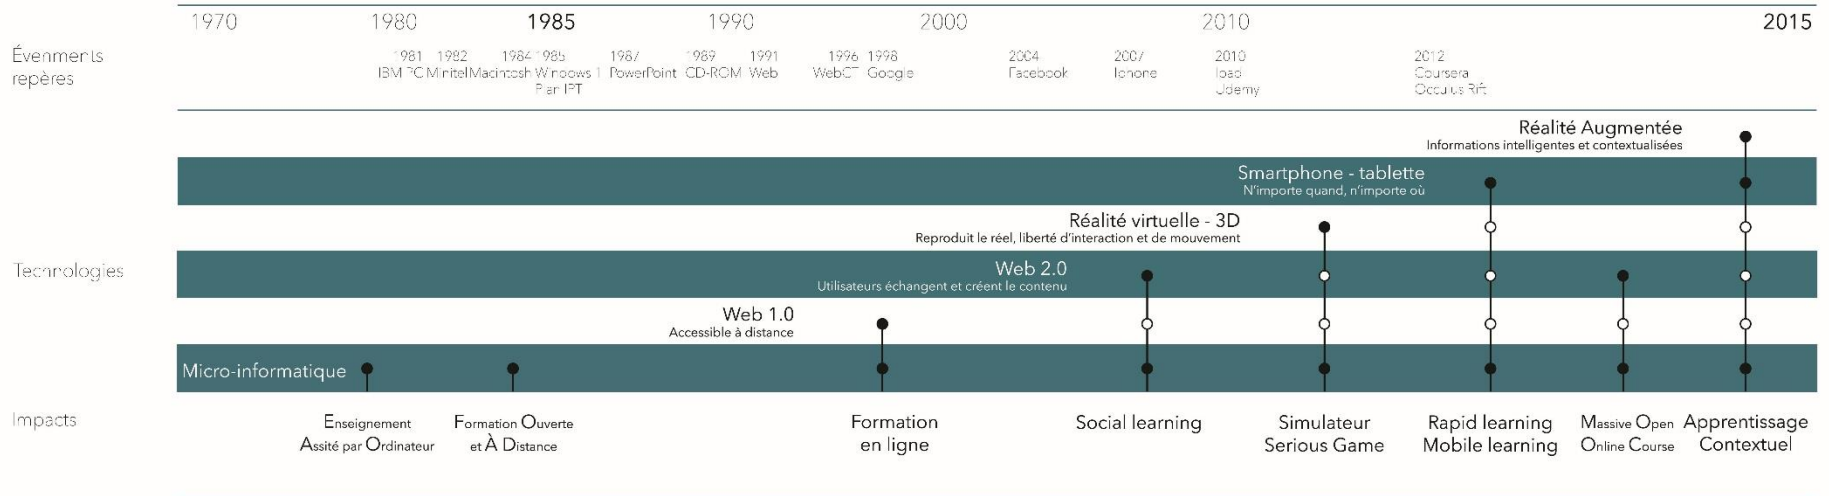 1970 1980 1985 1990 2000 2010 2015
Évenments
repères
1981 1982 1984 1985 1987 1989 1991 1996 1998 2004 2007 2010 2012
IBM PC Minitel Macintosh Windows 1 PowerPoint CD-ROM Web WebCT Google Facebook Iphone Ipad Coursera
Plan IPT Udemy Occulus Rift
Réalité Augmentée
Informations intelligentes et contextualisées
Smartphone - tablette
N'importe quand, n'importe où
Réalité virtuelle - 3D
Reproduit le réel, liberté d'interaction et de mouvement
Technologies
Web 2.0
Utilisateurs échangent et créent le contenu
Web 1.0
Accessible à distance
Micro-informatique
Impacts
Enseignement
Assité par Ordinateur
Formation Ouverte
et À Distance
Formation
en ligne
Social learning
Simulateur
Serious Game
Rapid learning
Mobile learning
Massive Open
Online Course
Apprentissage
Contextuel